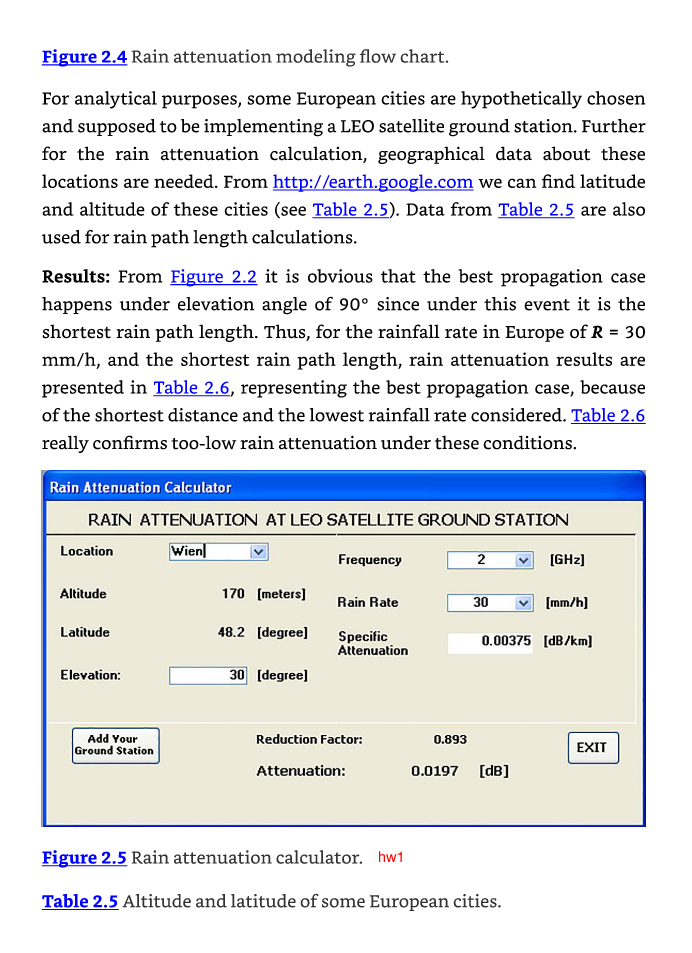 Figure 2.4 Rain attenuation modeling flow chart.
For analytical purposes, some European cities are hypothetically chosen
and supposed to be implementing a LEO satellite ground station. Further
for the rain attenuation calculation, geographical data about these
locations are needed. From http://earth.google.com we can find latitude
and altitude of these cities (see Table 2.5). Data from Table 2.5 are also
used for rain path length calculations.
Results: From Figure 2.2 it is obvious that the best propagation case
happens under elevation angle of 90° since under this event it is the
shortest rain path length. Thus, for the rainfall rate in Europe of R = 30
mm/h, and the shortest rain path length, rain attenuation results are
presented in Table 2.6, representing the best propagation case, because
of the shortest distance and the lowest rainfall rate considered. Table 2.6
really confirms too-low rain attenuation under these conditions.
Rain Attenuation Calculator
RAIN ATTENUATION AT LEO SATELLITE GROUND STATION
Location Wien
Frequency 2 [GHz]
Altitude 170 [meters]
Rain Rate 30 [mm/h]
Latitude 48.2 [degree]
Specific
Attenuation 0.00375 [dB/km]
Elevation: 30 [degree]
Add Your
Ground Station
Reduction Factor: 0.893
EXIT
Attenuation: 0.0197 [dB]
Figure 2.5 Rain attenuation calculator. hw1
Table 2.5 Altitude and latitude of some European cities.